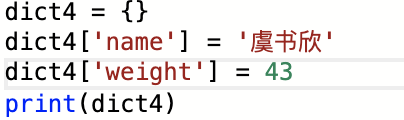 dict4 = {}
dict4['name'] = '虞书欣'
dict4['weight'] = 43
print(dict4)